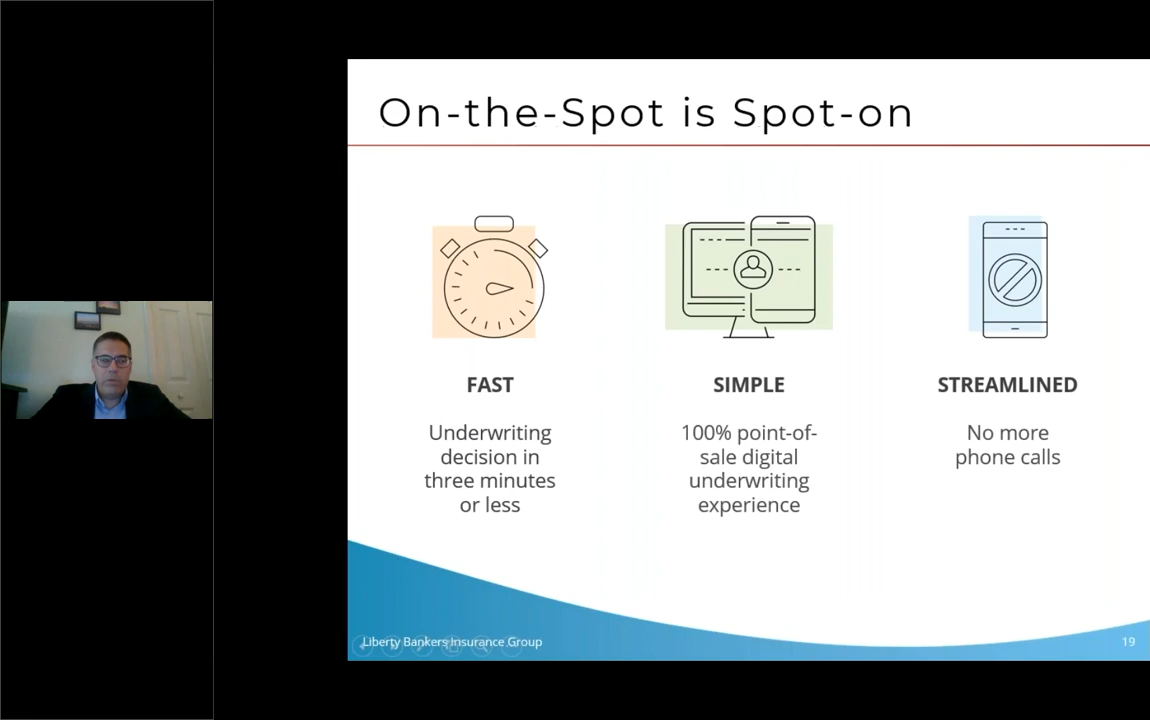 On-the-Spot is Spot-on
FAST
Underwriting
decision in
three minutes
or less
SIMPLE
100% point-of-
sale digital
underwriting
experience
STREAMLINED
No more
phone calls
Liberty Bankers Insurance Group
19